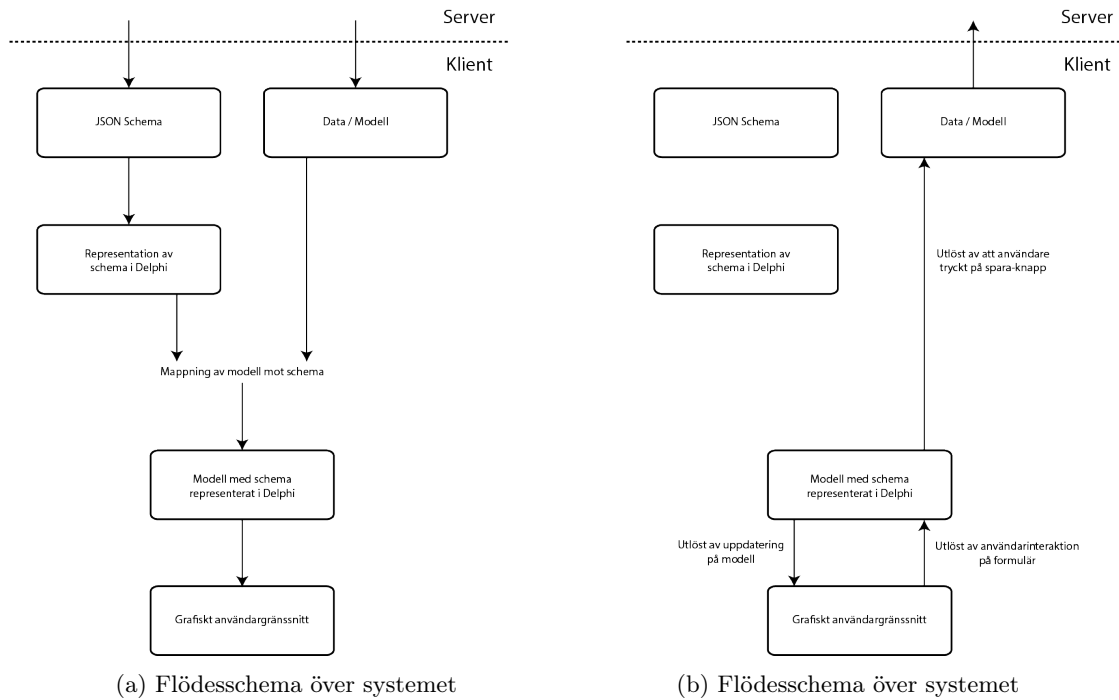 Server
Klient
JSON Schema
Data / Modell
Representation av
schema i Delphi
Mappning av modell mot schema
Modell med schema
representerat i Delphi
Grafiskt användargränssnitt
(a) Flödesschema över systemet
Server
Klient
JSON Schema
Data / Modell
Representation av
schema i Delphi
Utlöst av att användare
tryckt på spara-knapp
Modell med schema
representerat i Delphi
Utlöst av uppdatering
på modell
Utlöst av användarinteraktion
på formulär
Grafiskt användargränssnitt
(b) Flödesschema över systemet